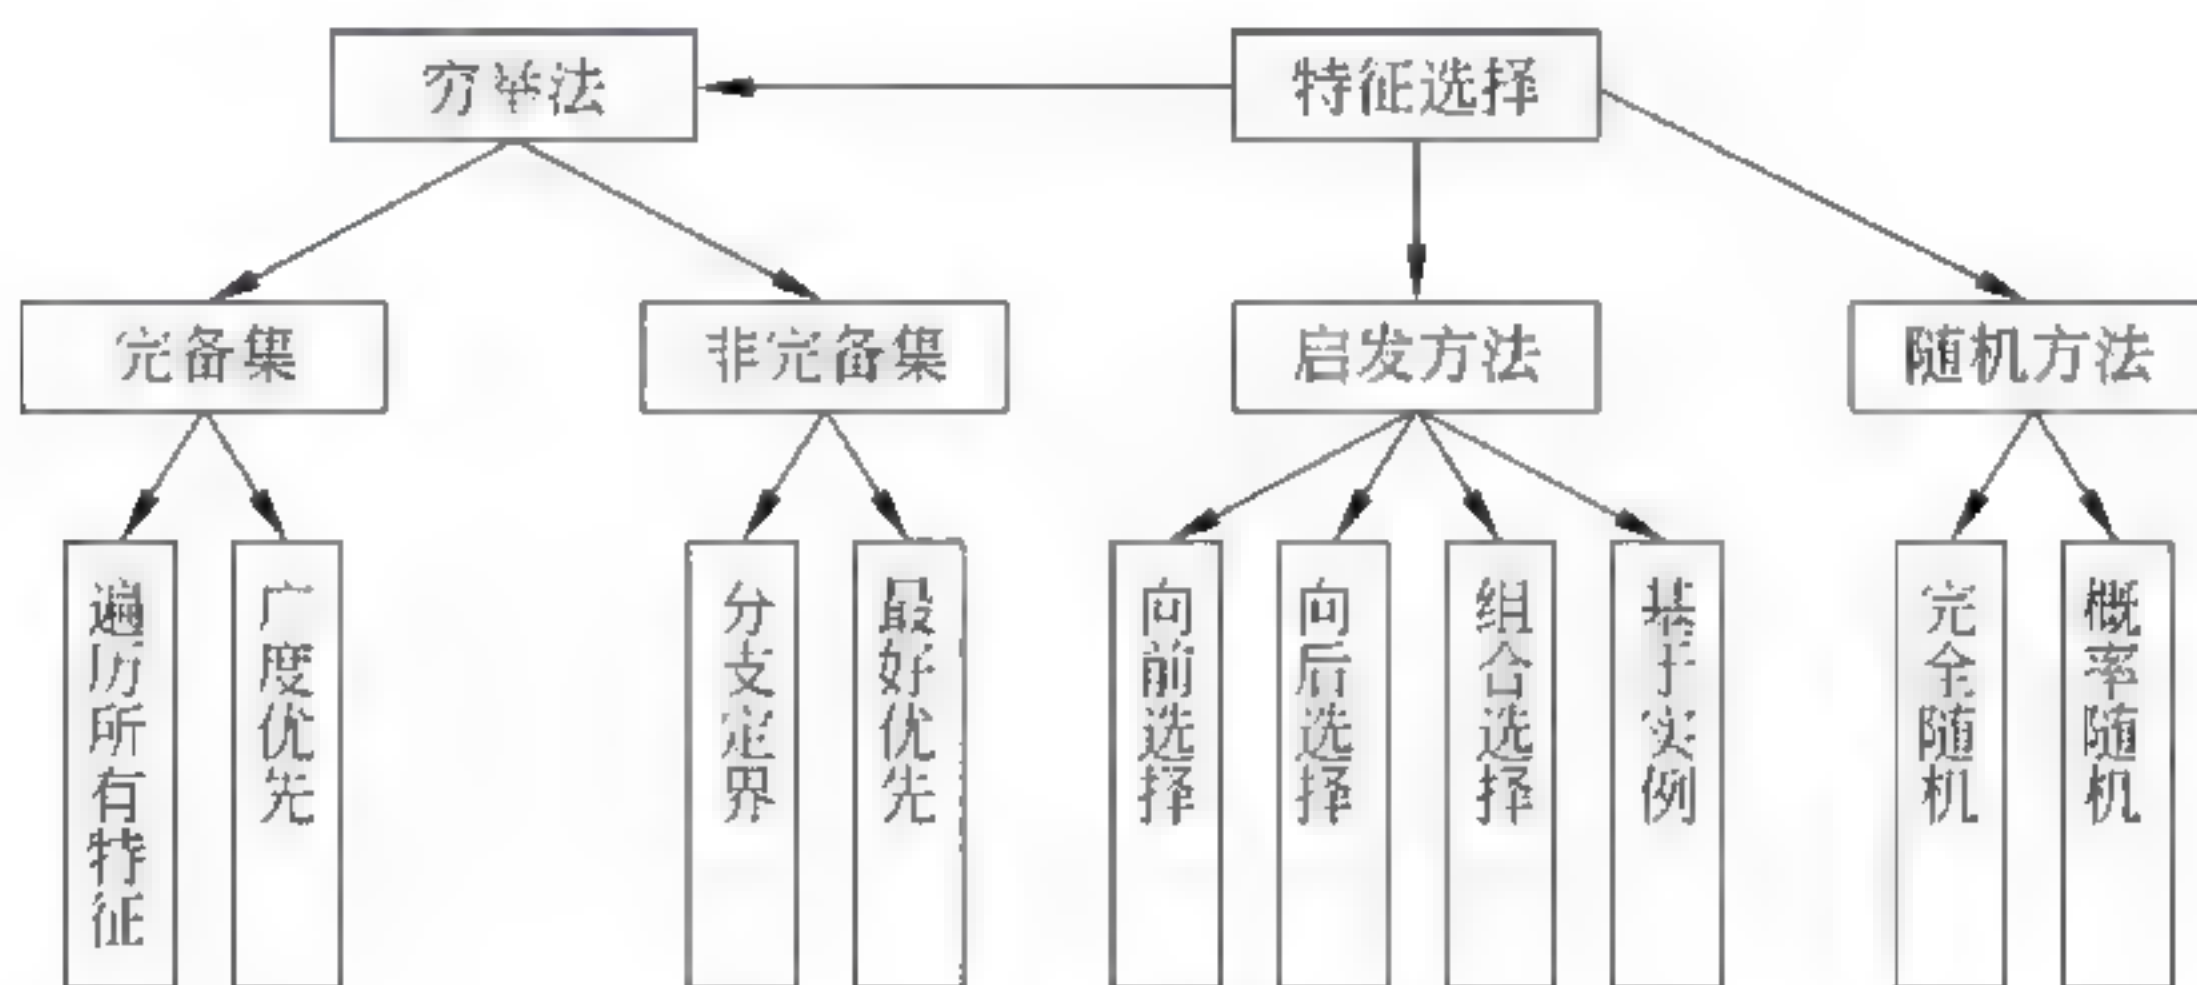 穷举法
特征选择
完备集
非完备集
启发方法
随机方法
遍历所有特征
广度优先
分支定界
最好优先
向前选择
向后选择
组合选择
基于实例
完全随机
概率随机